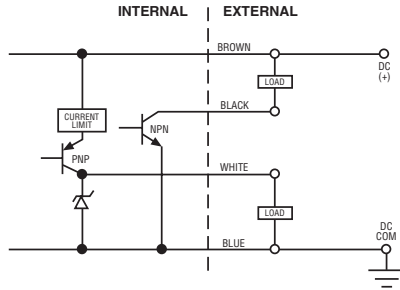 INTERNAL
EXTERNAL
BROWN
DC
(+)
LOAD
CURRENT
LIMIT
BLACK
NPN
PNP
WHITE
LOAD
DC
COM
BLUE